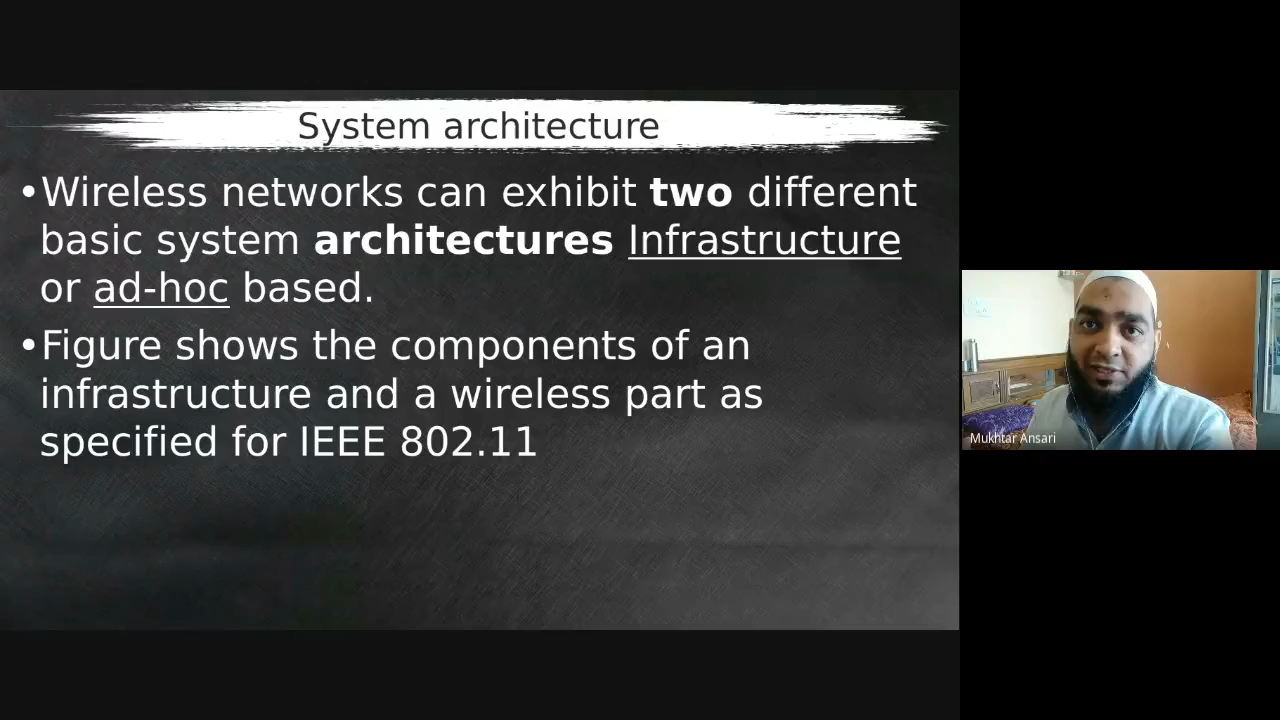 System architecture
•Wireless networks can exhibit two different
basic system architectures Infrastructure
or ad-hoc based.
•Figure shows the components of an
infrastructure and a wireless part as
specified for IEEE 802.11
Mukhtar Ansari